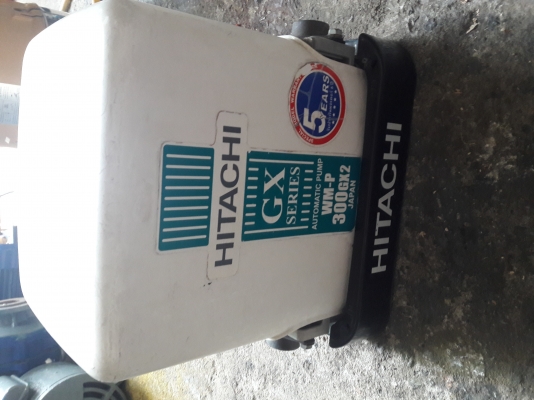 HITACHI
GX
SERIES
AUTOMATIC PUMP
WM-P
300GX2
JAPAN
5
YEARS
HITACHI